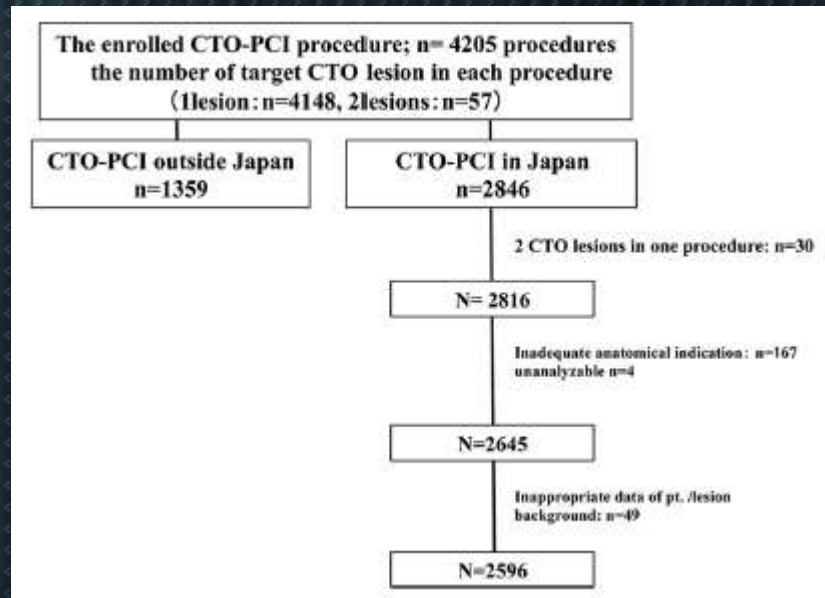 The enrolled CTO-PCI procedure; n= 4205 procedures
the number of target CTO lesion in each procedure
(1lesion:n=4148, 2lesions:n=57)
CTO-PCI outside Japan
n=1359
CTO-PCI in Japan
n=2846
2 CTO lesions in one procedure: n=30
N= 2816
Inadequate anatomical indication: n=167
unanalyzable n=4
N=2645
Inappropriate data of pt. /lesion
background: n=49
N=2596